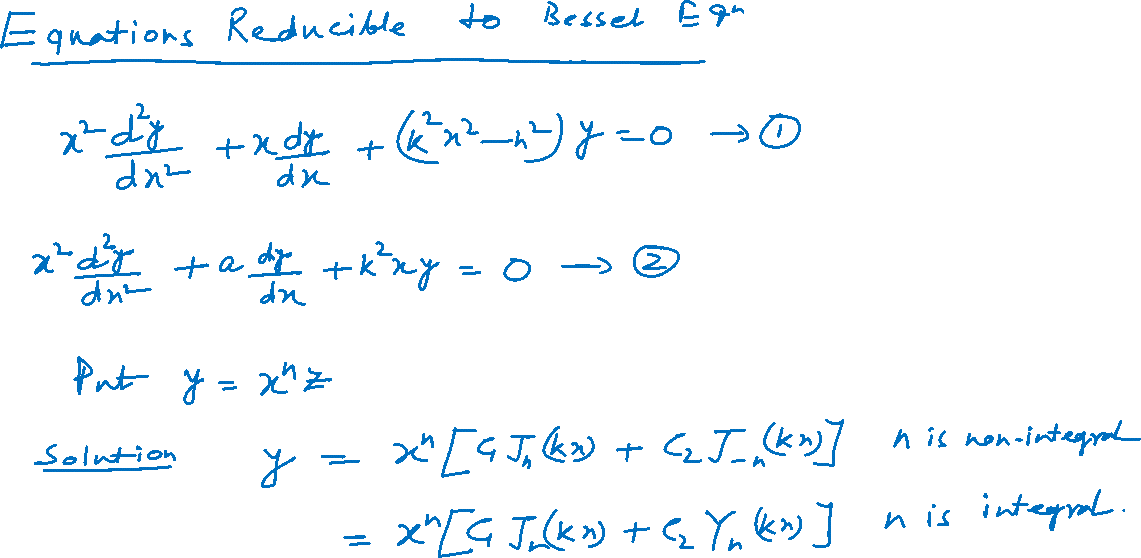 Equations Reducible to Bessel Eqⁿ
x² d²y/dx² + x dy/dx + (k²x² − n²) y = 0 → ①
x² d²y/dx² + a dy/dx + k²xy = 0 → ②
Put y = xⁿ z
Solution y = xⁿ [C₁ Jₙ(kx) + C₂ J₋ₙ(kx)] n is non-integral
= xⁿ [C₁ Jₙ(kx) + C₂ Yₙ(kx)] n is integral.